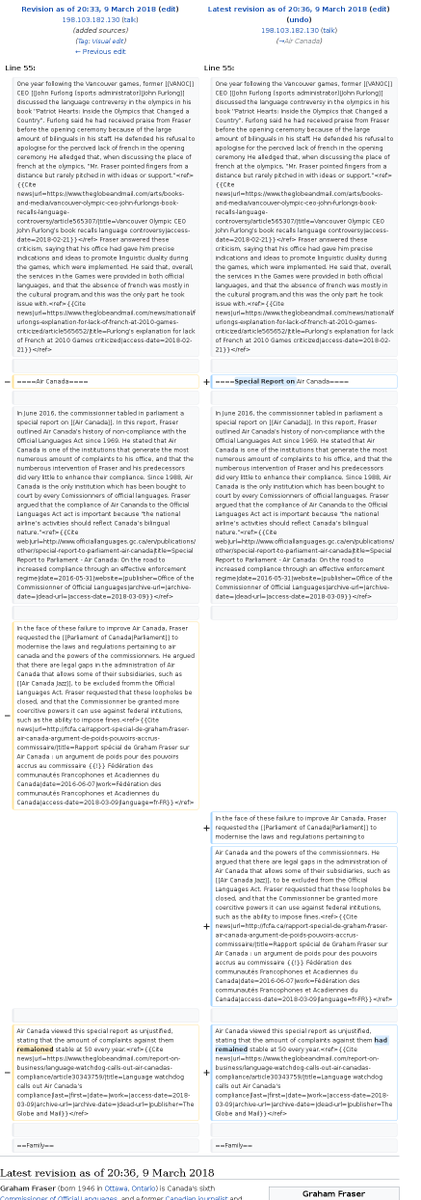 Revision as of 20:33, 9 March 2018 (edit)
198.103.182.130 (talk)
(added sources)
(Tag: Visual edit)
← Previous edit
Latest revision as of 20:36, 9 March 2018 (edit)
(undo)
198.103.182.130 (talk)
(→Air Canada)
Line 55:
Line 55:
One year following the Vancouver games, former [[VANOC]]
CEO [[John Furlong (sports administrator)|John Furlong]]
discussed the language controversy in the olympics in his
book "Patriot Hearts: Inside the Olympics that Changed a
Country". Furlong said he had received praise from Fraser
before the opening ceremony because of the large
amount of bilinguals in his staff. He defended his refusal to
apologise for the percived lack of french in the opening
ceremony. He alledged that, when discussing the place of
french at the olympics, "Mr. Fraser pointed fingers from a
distance but rarely pitched in with ideas or support."<ref>
{{Cite
news|url=https://www.theglobeandmail.com/arts/books-
and-media/vancouver-olympic-ceo-john-furlongs-book-
recalls-language-
controversy/article565307/|title=Vancouver Olympic CEO
John Furlong's book recalls language controversy|access-
date=2018-02-21}}</ref> Fraser answered these
criticism, saying that his office had gave him precise
indications and ideas to promote linguistic duality during
the games, which were implemented. He said that, overall,
the services in the Games were provided in both official
languages, and that the absence of french was mostly in
the cultural program,and this was the only part he took
issue with.<ref>{{Cite
news|url=https://www.theglobeandmail.com/news/national/f
urlongs-explanation-for-lack-of-french-at-2010-games-
criticized/article565652/|title=Furlong's explanation for lack
of French at 2010 Games criticized|access-date=2018-02-
21}}</ref>
One year following the Vancouver games, former [[VANOC]]
CEO [[John Furlong (sports administrator)|John Furlong]]
discussed the language controversy in the olympics in his
book "Patriot Hearts: Inside the Olympics that Changed a
Country". Furlong said he had received praise from Fraser
before the opening ceremony because of the large
amount of bilinguals in his staff. He defended his refusal to
apologise for the percived lack of french in the opening
ceremony. He alledged that, when discussing the place of
french at the olympics, "Mr. Fraser pointed fingers from a
distance but rarely pitched in with ideas or support."<ref>
{{Cite
news|url=https://www.theglobeandmail.com/arts/books-
and-media/vancouver-olympic-ceo-john-furlongs-book-
recalls-language-
controversy/article565307/|title=Vancouver Olympic CEO
John Furlong's book recalls language controversy|access-
date=2018-02-21}}</ref> Fraser answered these
criticism, saying that his office had gave him precise
indications and ideas to promote linguistic duality during
the games, which were implemented. He said that, overall,
the services in the Games were provided in both official
languages, and that the absence of french was mostly in
the cultural program,and this was the only part he took
issue with.<ref>{{Cite
news|url=https://www.theglobeandmail.com/news/national/f
urlongs-explanation-for-lack-of-french-at-2010-games-
criticized/article565652/|title=Furlong's explanation for lack
of French at 2010 Games criticized|access-date=2018-02-
21}}</ref>
− ====Air Canada====
+ ====Special Report on Air Canada====
In June 2016, the commissioner tabled in parliament a
special report on [[Air Canada]]. In this report, Fraser
outlined Air Canada's history of non-compliance with the
Official Languages Act since 1969. He stated that Air
Canada is one of the institutions that generate the most
numerous amount of complaints to his office, and that the
numberous intervention of Fraser and his predecessors
did very little to enhance their compliance. Since 1988, Air
Canada is the only institution which has been bought to
court by every Comissioners of official languages. Fraser
argued that the compliance of Air Cananda to the Official
Languages Act act is important because "the national
airline's activities should reflect Canada's bilingual
nature."<ref>{{Cite
web|url=http://www.officiallanguages.gc.ca/en/publications/
other/special-report-to-parliament-air-canada|title=Special
Report to Parliament - Air Canada: On the road to
increased compliance through an effective enforcement
regime|date=2016-05-31|website=|publisher=Office of the
Commissioner of Official Languages|archive-url=|archive-
date=|dead-url=|access-date=2018-03-09}}</ref>
In June 2016, the commissioner tabled in parliament a
special report on [[Air Canada]]. In this report, Fraser
outlined Air Canada's history of non-compliance with the
Official Languages Act since 1969. He stated that Air
Canada is one of the institutions that generate the most
numerous amount of complaints to his office, and that the
numberous intervention of Fraser and his predecessors
did very little to enhance their compliance. Since 1988, Air
Canada is the only institution which has been bought to
court by every Comissioners of official languages. Fraser
argued that the compliance of Air Cananda to the Official
Languages Act act is important because "the national
airline's activities should reflect Canada's bilingual
nature."<ref>{{Cite
web|url=http://www.officiallanguages.gc.ca/en/publications/
other/special-report-to-parliament-air-canada|title=Special
Report to Parliament - Air Canada: On the road to
increased compliance through an effective enforcement
regime|date=2016-05-31|website=|publisher=Office of the
Commissioner of Official Languages|archive-url=|archive-
date=|dead-url=|access-date=2018-03-09}}</ref>
− In the face of these failure to improve Air Canada, Fraser
requested the [[Parliament of Canada|Parliament]] to
modernise the laws and regulations pertaining to air
canada and the powers of the commissionners. He argued
that there are legal gaps in the administration of Air
Canada that allows some of their subsidiaries, such as
[[Air Canada Jazz]], to be excluded fromm the Official
Languages Act. Fraser requested that these loopholes be
closed, and that the Commisioner be granted more
coercitive powers it can use against federal intitutions,
such as the ability to impose fines.<ref>{{Cite
news|url=http://fcfa.ca/rapport-special-de-graham-fraser-
air-canada-argument-de-poids-pouvoirs-accrus-
commissaire/|title=Rapport spécial de Graham Fraser sur
Air Canada : un argument de poids pour des pouvoirs
accrus au commissaire {{!}} Fédération des
communautés Francophones et Acadiennes du
Canada|date=2016-06-07|work=Fédération des
communautés Francophones et Acadiennes du
Canada|access-date=2018-03-09|language=fr-FR}}</ref>
+ In the face of these failure to improve Air Canada, Fraser
requested the [[Parliament of Canada|Parliament]] to
modernise the laws and regulations pertaining to
+ Air Canada and the powers of the commissionners. He
argued that there are legal gaps in the administration of
Air Canada that allows some of their subsidiaries, such as
[[Air Canada Jazz]], to be excluded from the Official
Languages Act. Fraser requested that these loopholes be
closed, and that the Commisioner be granted more
coercitive powers it can use against federal intitutions,
such as the ability to impose fines.<ref>{{Cite
news|url=http://fcfa.ca/rapport-special-de-graham-fraser-
air-canada-argument-de-poids-pouvoirs-accrus-
commissaire/|title=Rapport spécial de Graham Fraser sur
Air Canada : un argument de poids pour des pouvoirs
accrus au commissaire {{!}} Fédération des
communautés Francophones et Acadiennes du
Canada|date=2016-06-07|work=Fédération des
communautés Francophones et Acadiennes du
Canada|access-date=2018-03-09|language=fr-FR}}</ref>
− Air Canada viewed this special report as unjustified,
stating that the amount of complaints against them
remaioned stable at 50 every year.<ref>{{Cite
news|url=https://www.theglobeandmail.com/report-on-
business/language-watchdog-calls-out-air-canadas-
compliance/article30343759/|title=Language watchdog
calls out Air Canada's
compliance|last=|first=|date=|work=|access-date=2018-
03-09|archive-url=|archive-date=|dead-url=|publisher=The
Globe and Mail}}</ref>
+ Air Canada viewed this special report as unjustified,
stating that the amount of complaints against them had
remained stable at 50 every year.<ref>{{Cite
news|url=https://www.theglobeandmail.com/report-on-
business/language-watchdog-calls-out-air-canadas-
compliance/article30343759/|title=Language watchdog
calls out Air Canada's
compliance|last=|first=|date=|work=|access-date=2018-
03-09|archive-url=|archive-date=|dead-url=|publisher=The
Globe and Mail}}</ref>
==Family==
==Family==
Latest revision as of 20:36, 9 March 2018
Graham Fraser (born 1946 in Ottawa, Ontario) is Canada's sixth
Commissioner of Official Languages, and a former Canadian journalist and
Graham Fraser